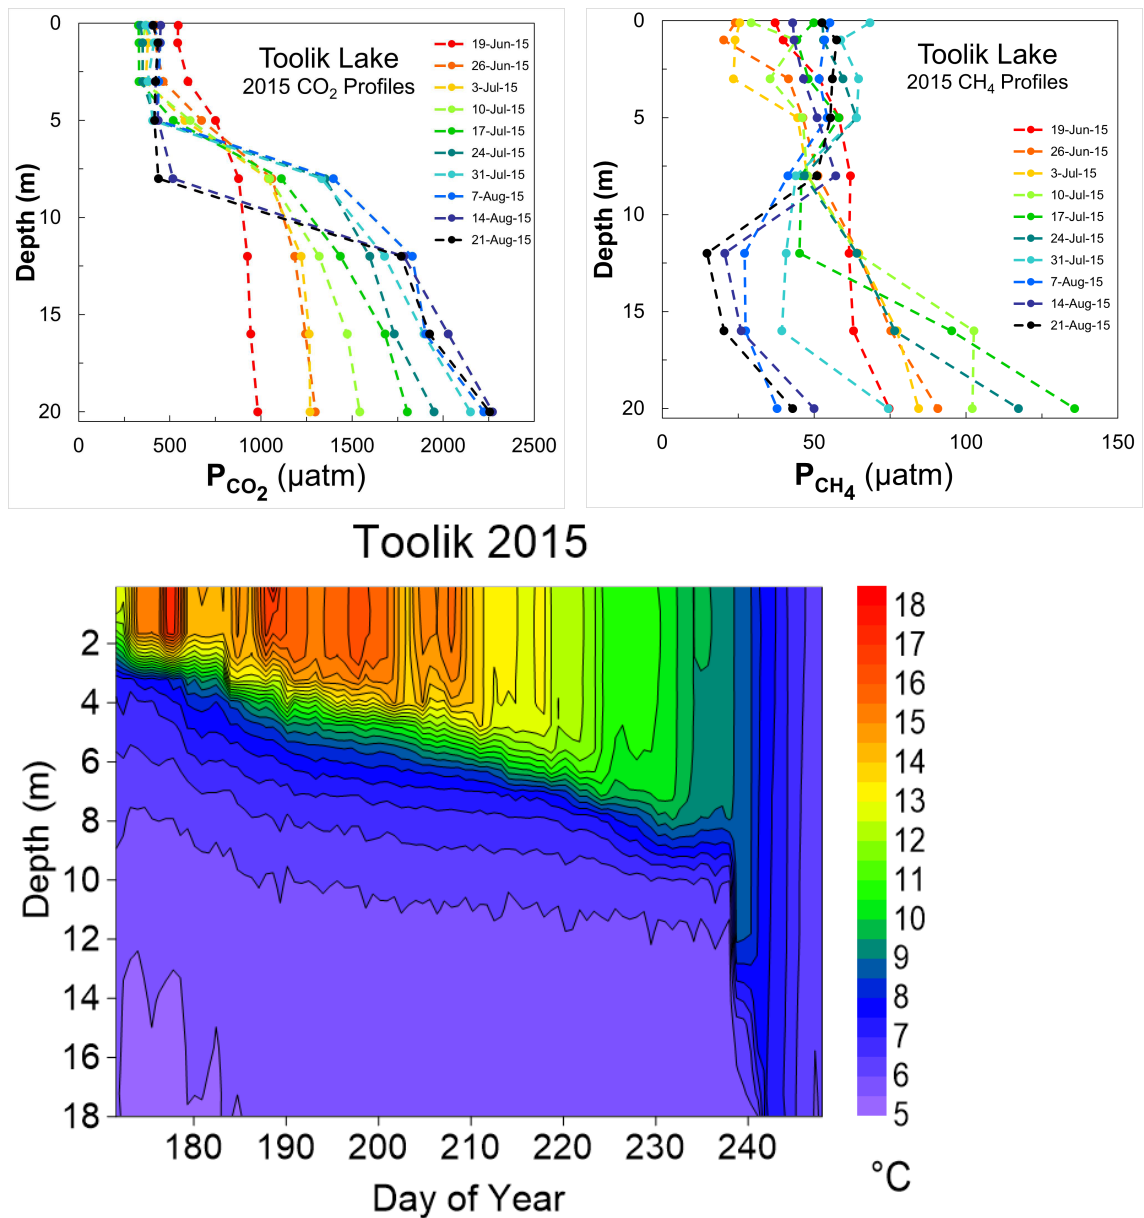 Toolik Lake
2015 CO2 Profiles
19-Jun-15
26-Jun-15
3-Jul-15
10-Jul-15
17-Jul-15
24-Jul-15
31-Jul-15
7-Aug-15
14-Aug-15
21-Aug-15
0
5
10
15
20
Depth (m)
0 500 1000 1500 2000 2500
PCO2 (µatm)
Toolik Lake
2015 CH4 Profiles
19-Jun-15
26-Jun-15
3-Jul-15
10-Jul-15
17-Jul-15
24-Jul-15
31-Jul-15
7-Aug-15
14-Aug-15
21-Aug-15
0
5
10
15
20
Depth (m)
0 50 100 150
PCH4 (µatm)
Toolik 2015
2
4
6
8
10
12
14
16
18
Depth (m)
180 190 200 210 220 230 240
Day of Year
18
17
16
15
14
13
12
11
10
9
8
7
6
5
°C